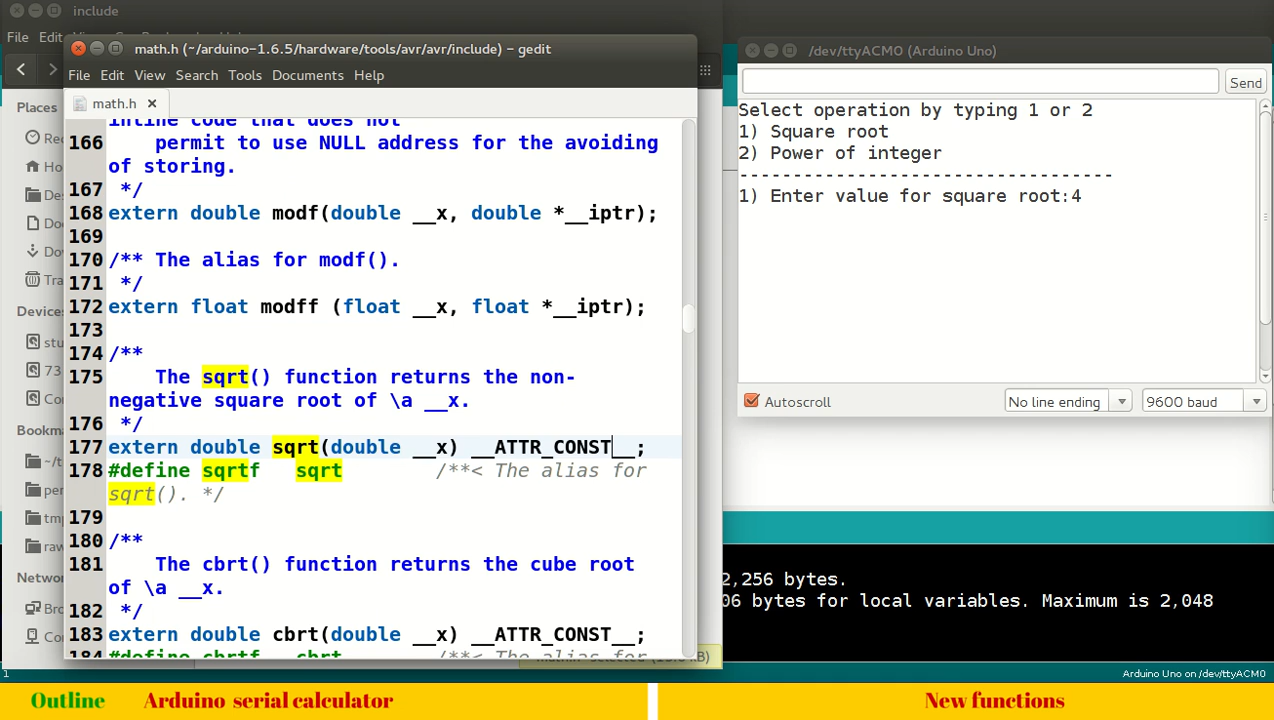 include
File Edit
math.h (~/arduino-1.6.5/hardware/tools/avr/avr/include) – gedit
File Edit View Search Tools Documents Help
math.h ×
Places
Devices
Network
inline code that does not
166 permit to use NULL address for the avoiding
of storing.
167 */
168 extern double modf(double __x, double *__iptr);
169
170 /** The alias for modf().
171 */
172 extern float modff (float __x, float *__iptr);
173
174 /**
175 The sqrt() function returns the non-
negative square root of \a __x.
176 */
177 extern double sqrt(double __x) __ATTR_CONST__;
178 #define sqrtf sqrt /**< The alias for
sqrt(). */
179
180 /**
181 The cbrt() function returns the cube root
of \a __x.
182 */
183 extern double cbrt(double __x) __ATTR_CONST__;
184 #define cbrtf cbrt /**< The alias for
/dev/ttyACM0 (Arduino Uno)
Send
Select operation by typing 1 or 2
1) Square root
2) Power of integer
----------------------------------
1) Enter value for square root:4
Autoscroll No line ending 9600 baud
2,256 bytes.
06 bytes for local variables. Maximum is 2,048
1 Arduino Uno on /dev/ttyACM0
Outline Arduino serial calculator New functions